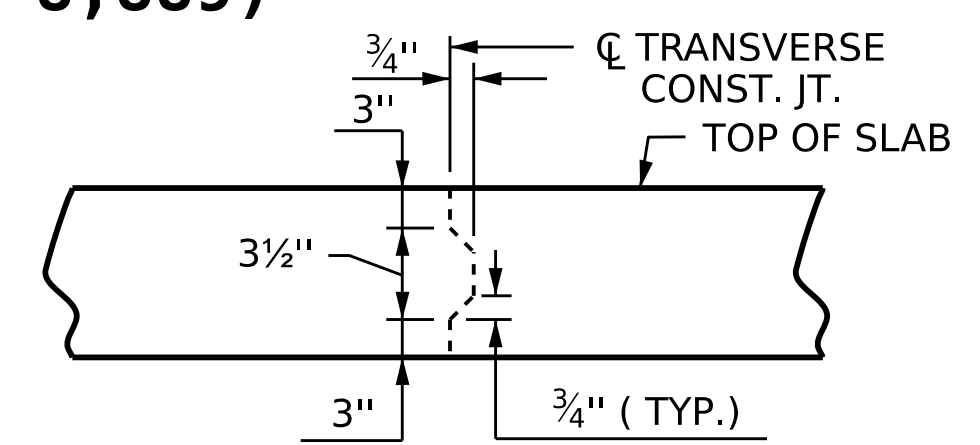 ¾" ℄ TRANSVERSE
CONST. JT.
3"
TOP OF SLAB
3½"
3"
¾" ( TYP.)